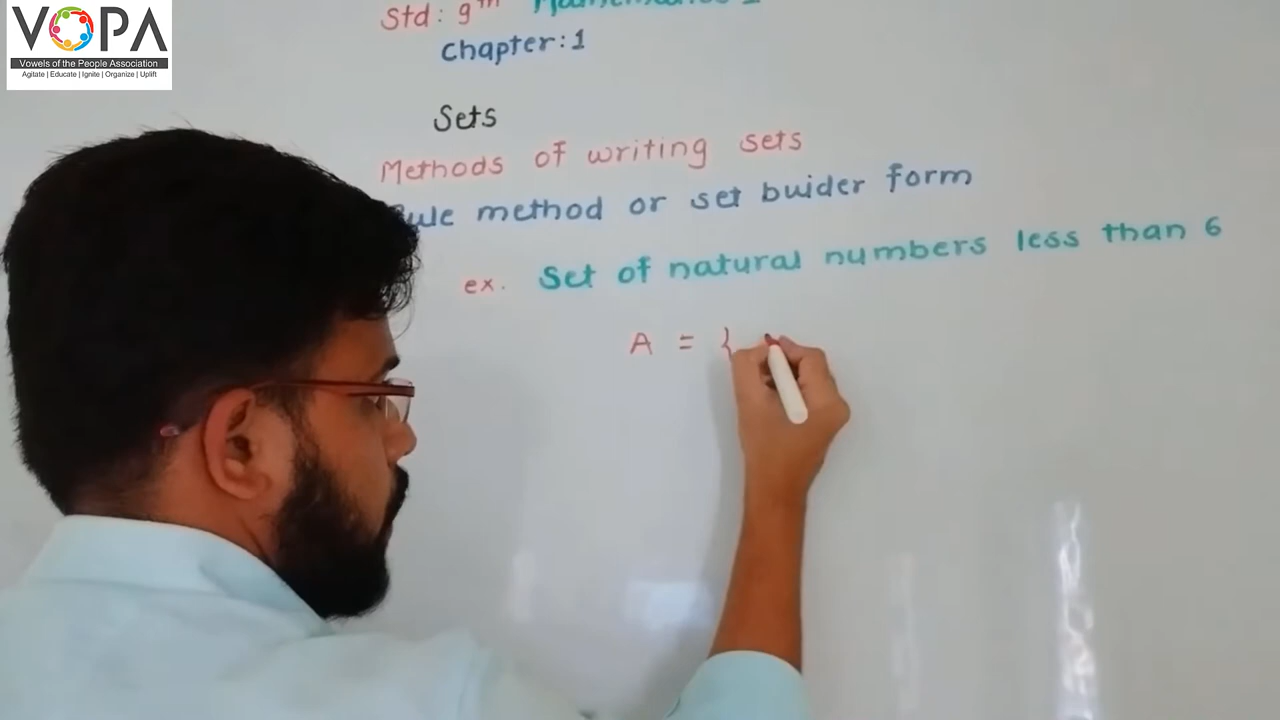 VOPA
Vowels of the People Association
Agitate | Educate | Ignite | Organize | Uplift
Std: 9th
Chapter:1
Sets
Methods of writing sets
method or set buider form
ex. Set of natural numbers less than 6
A = {